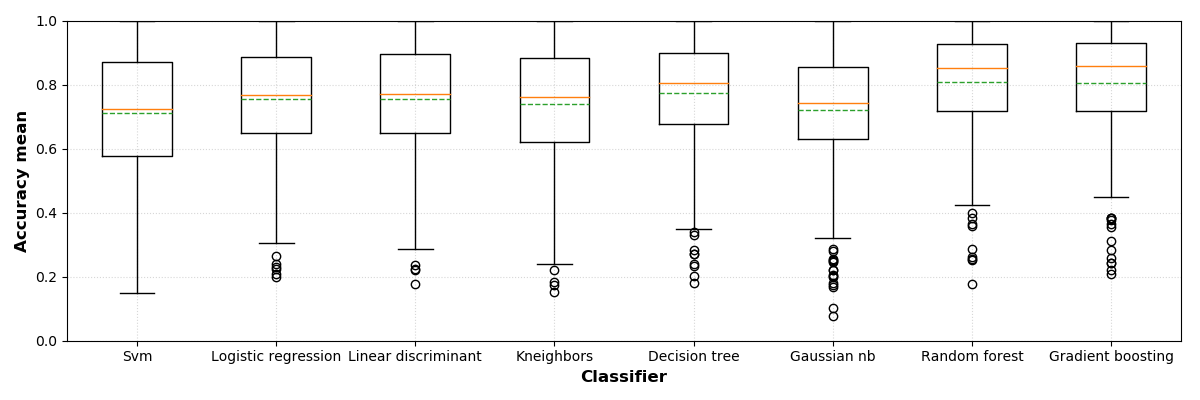 Accuracy mean
1.0
0.8
0.6
0.4
0.2
0.0
Svm Logistic regression Linear discriminant Kneighbors Decision tree Gaussian nb Random forest Gradient boosting
Classifier